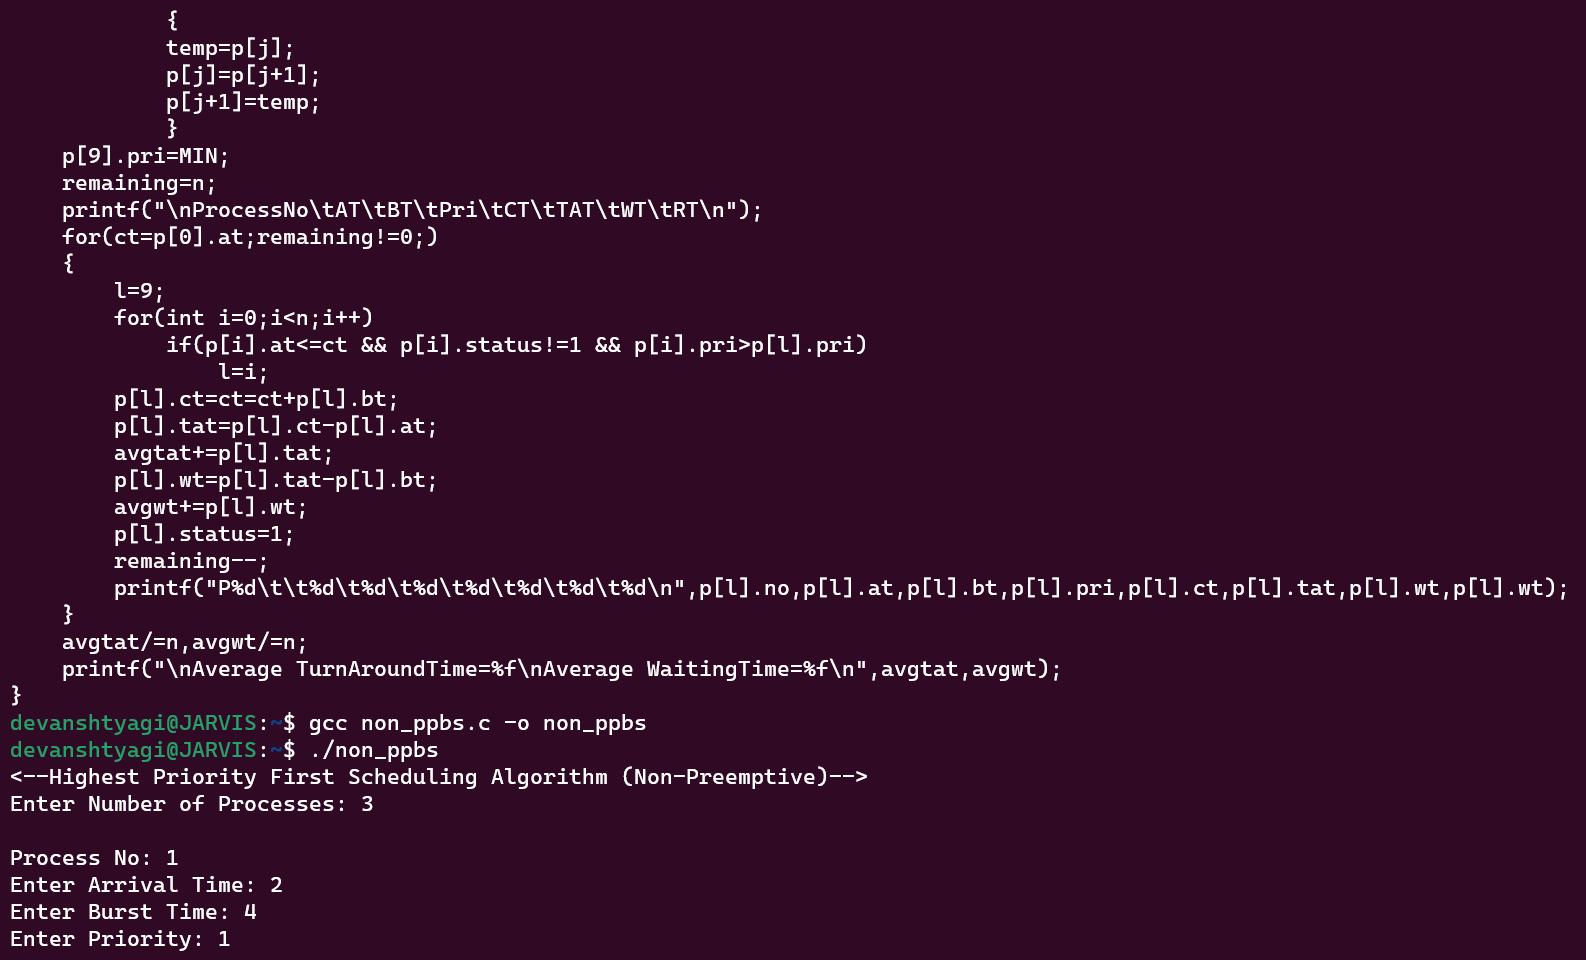 {
            temp=p[j];
            p[j]=p[j+1];
            p[j+1]=temp;
            }
    p[9].pri=MIN;
    remaining=n;
    printf("\nProcessNo\tAT\tBT\tPri\tCT\tTAT\tWT\tRT\n");
    for(ct=p[0].at;remaining!=0;)
    {
        l=9;
        for(int i=0;i<n;i++)
            if(p[i].at<=ct && p[i].status!=1 && p[i].pri>p[l].pri)
                l=i;
        p[l].ct=ct=ct+p[l].bt;
        p[l].tat=p[l].ct-p[l].at;
        avgtat+=p[l].tat;
        p[l].wt=p[l].tat-p[l].bt;
        avgwt+=p[l].wt;
        p[l].status=1;
        remaining--;
        printf("P%d\t\t%d\t%d\t%d\t%d\t%d\t%d\t%d\n",p[l].no,p[l].at,p[l].bt,p[l].pri,p[l].ct,p[l].tat,p[l].wt,p[l].wt);
    }
    avgtat/=n,avgwt/=n;
    printf("\nAverage TurnAroundTime=%f\nAverage WaitingTime=%f\n",avgtat,avgwt);
}
devanshtyagi@JARVIS:~$ gcc non_ppbs.c -o non_ppbs
devanshtyagi@JARVIS:~$ ./non_ppbs
<--Highest Priority First Scheduling Algorithm (Non-Preemptive)-->
Enter Number of Processes: 3

Process No: 1
Enter Arrival Time: 2
Enter Burst Time: 4
Enter Priority: 1